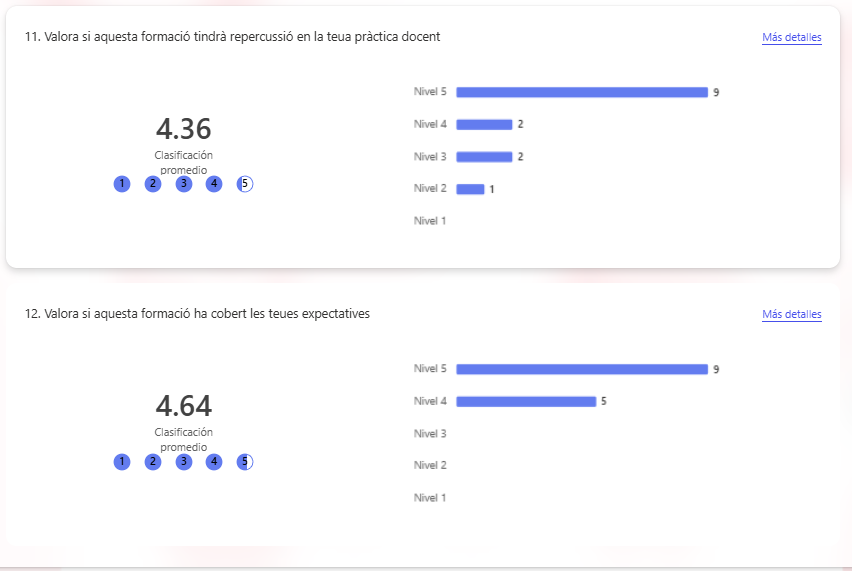 11. Valora si aquesta formació tindrà repercussió en la teua pràctica docent
Más detalles
4.36
Clasificación
promedio
1 2 3 4 5
Nivel 5 9
Nivel 4 2
Nivel 3 2
Nivel 2 1
Nivel 1
12. Valora si aquesta formació ha cobert les teues expectatives
Más detalles
4.64
Clasificación
promedio
1 2 3 4 5
Nivel 5 9
Nivel 4 5
Nivel 3
Nivel 2
Nivel 1